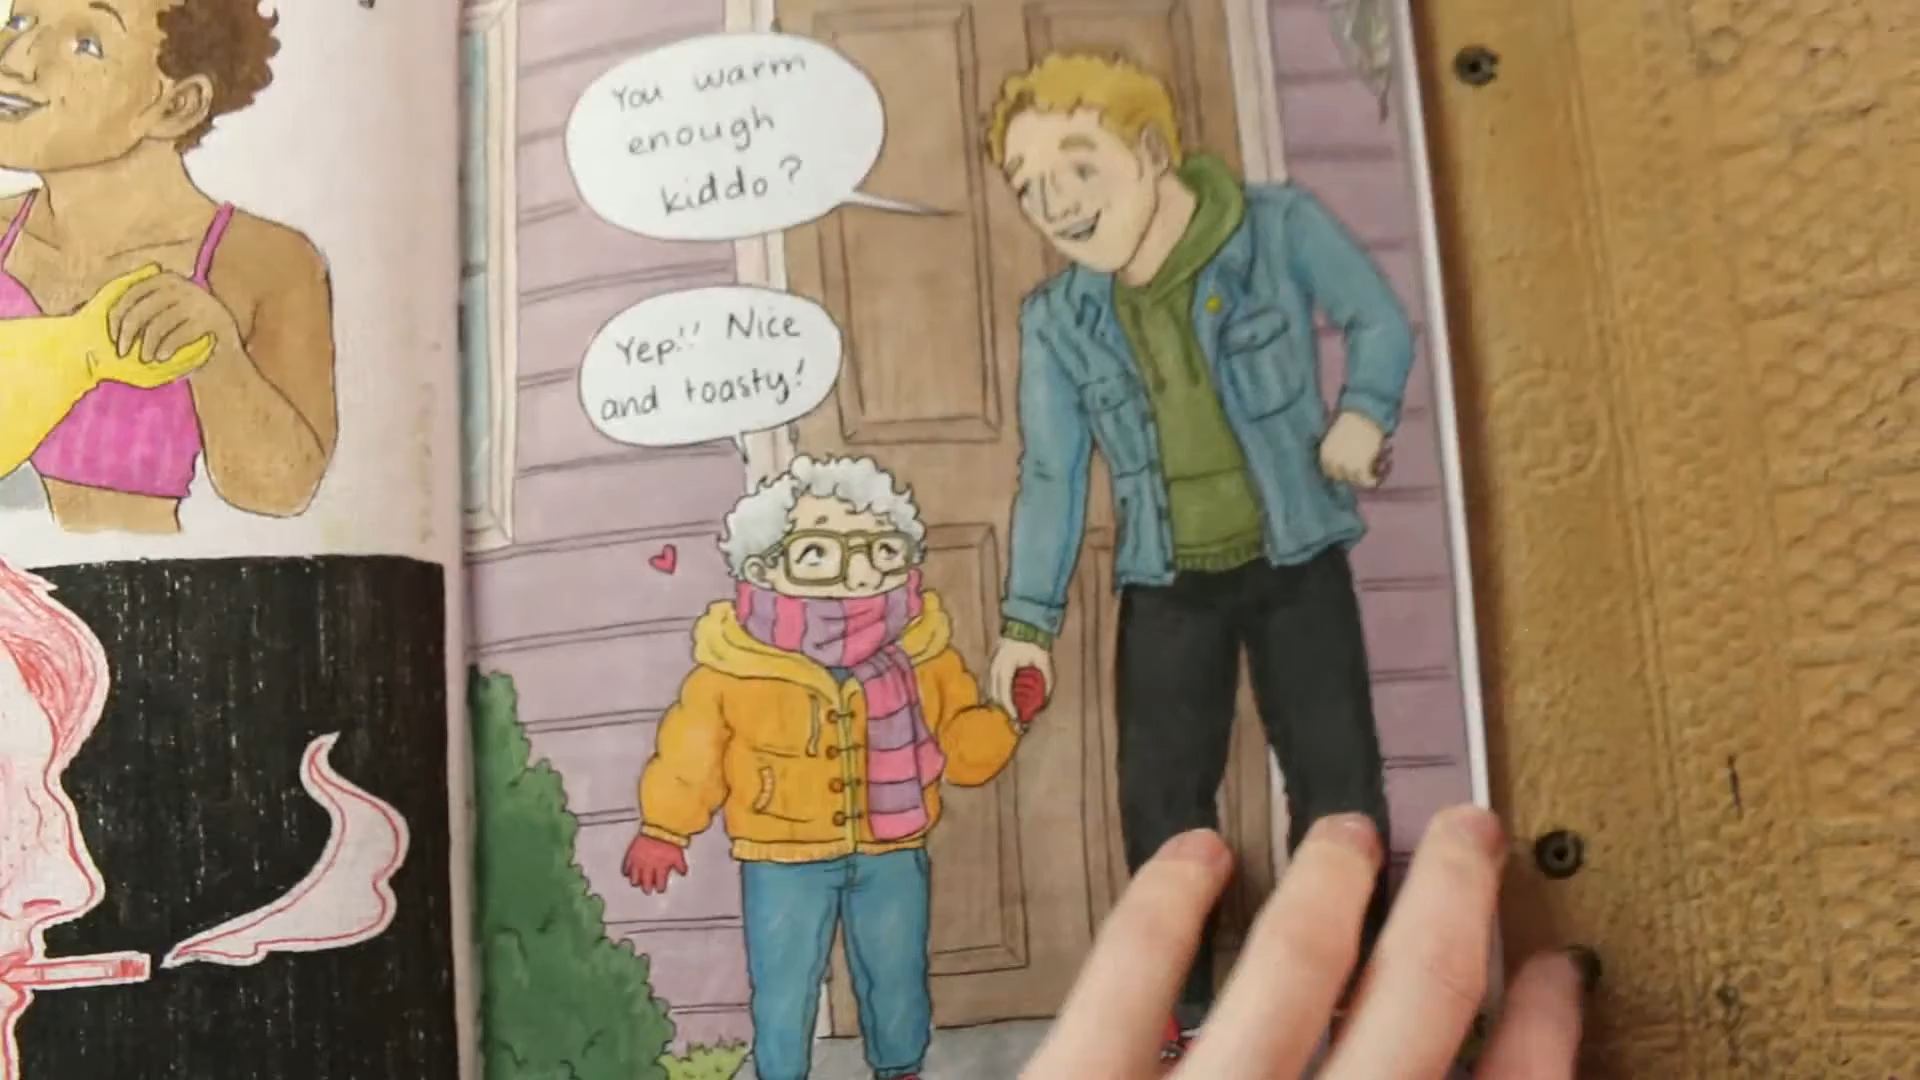 You warm
enough
kiddo?
Yep!! Nice
and toasty!